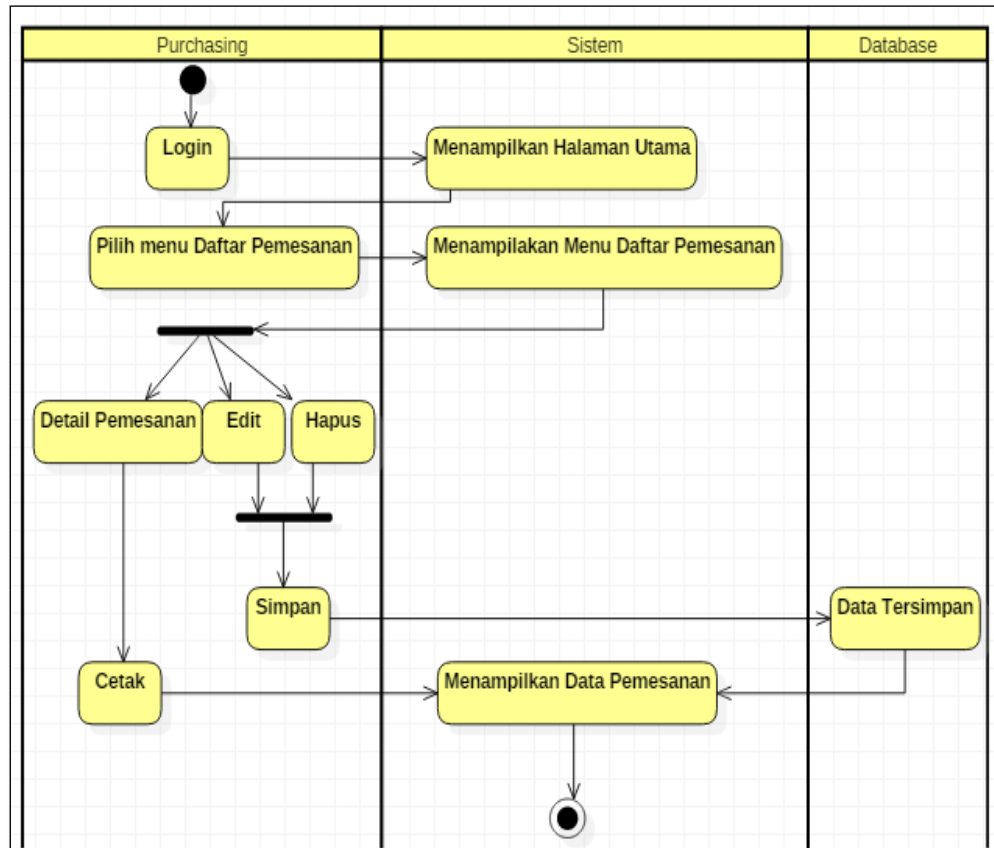 Purchasing
Sistem
Database
Login
Menampilkan Halaman Utama
Pilih menu Daftar Pemesanan
Menampilakan Menu Daftar Pemesanan
Detail Pemesanan
Edit
Hapus
Simpan
Data Tersimpan
Cetak
Menampilkan Data Pemesanan